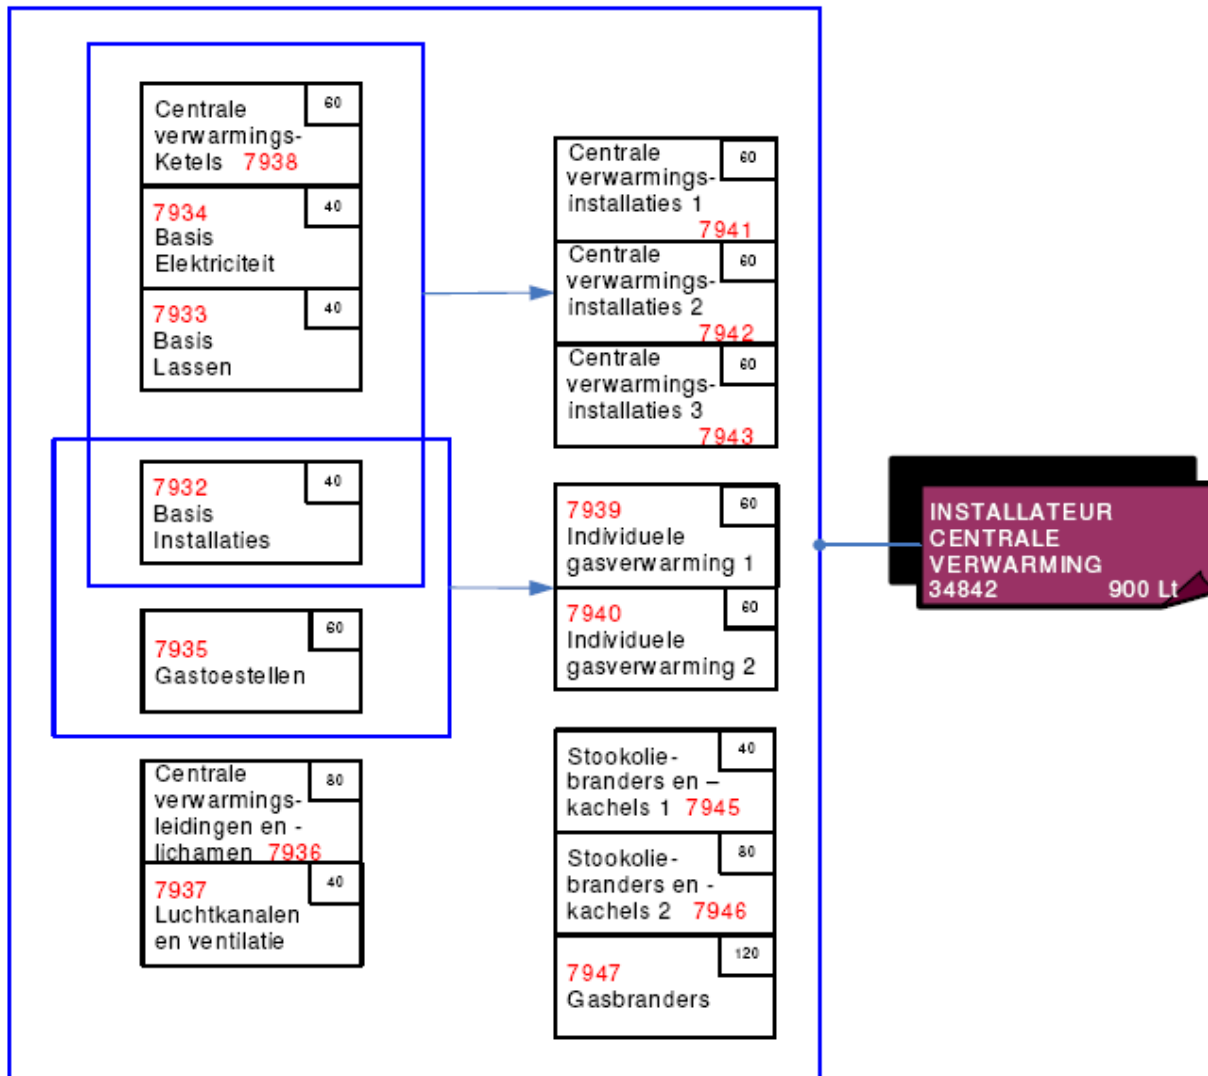 60
Centrale
verwarmings-
Ketels 7938
40
7934
Basis
Elektriciteit
40
7933
Basis
Lassen
40
7932
Basis
Installaties
60
7935
Gastoestellen
80
Centrale
verwarmings-
leidingen en -
lichamen 7936
40
7937
Luchtkanalen
en ventilatie
60
Centrale
verwarmings-
installaties 1
7941
60
Centrale
verwarmings-
installaties 2
7942
60
Centrale
verwarmings-
installaties 3
7943
60
7939
Individuele
gasverwarming 1
60
7940
Individuele
gasverwarming 2
40
Stookolie-
branders en –
kachels 1 7945
80
Stookolie-
branders en -
kachels 2 7946
120
7947
Gasbranders
INSTALLATEUR
CENTRALE
VERWARMING
34842 900 Lt